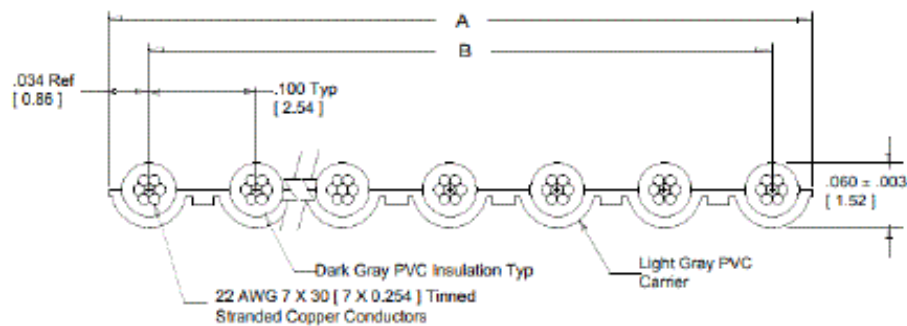 A
B
.034 Ref
[ 0.86 ]
.100 Typ
[ 2.54 ]
.060 ± .003
[ 1.52 ]
Dark Gray PVC Insulation Typ
Light Gray PVC
Carrier
22 AWG 7 X 30 [ 7 X 0.254 ] Tinned
Stranded Copper Conductors